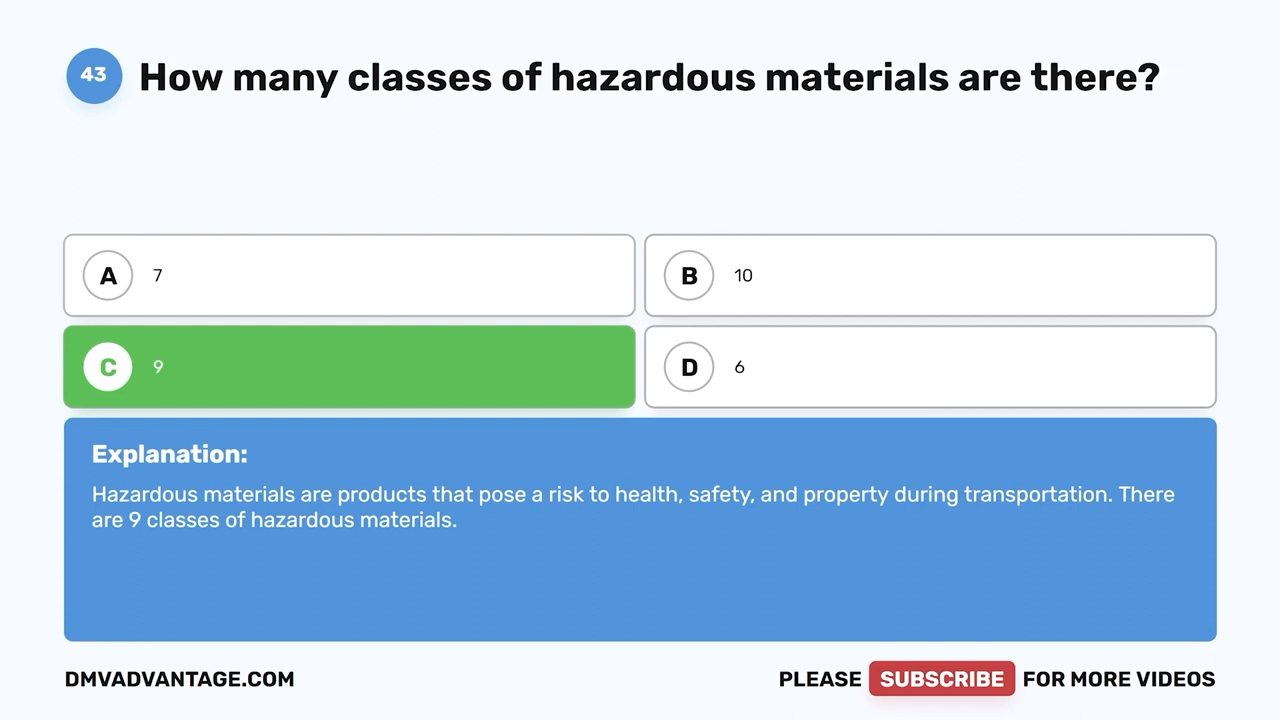 43 How many classes of hazardous materials are there?
A 7
B 10
C 9
D 6
Explanation:
Hazardous materials are products that pose a risk to health, safety, and property during transportation. There
are 9 classes of hazardous materials.
DMVADVANTAGE.COM
PLEASE SUBSCRIBE FOR MORE VIDEOS